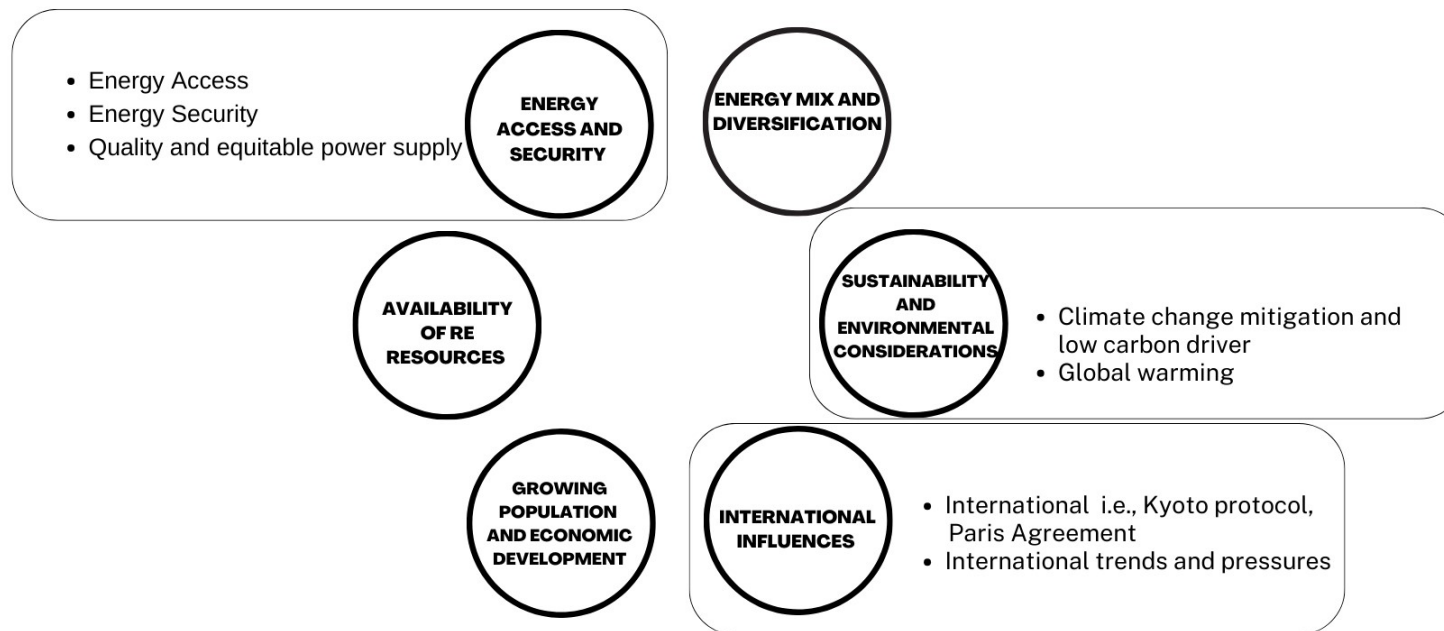 • Energy Access
• Energy Security
• Quality and equitable power supply
ENERGY
ACCESS AND
SECURITY
ENERGY MIX AND
DIVERSIFICATION
AVAILABILITY
OF RE
RESOURCES
SUSTAINABILITY
AND
ENVIRONMENTAL
CONSIDERATIONS
• Climate change mitigation and
low carbon driver
• Global warming
GROWING
POPULATION
AND ECONOMIC
DEVELOPMENT
INTERNATIONAL
INFLUENCES
• International i.e., Kyoto protocol,
Paris Agreement
• International trends and pressures